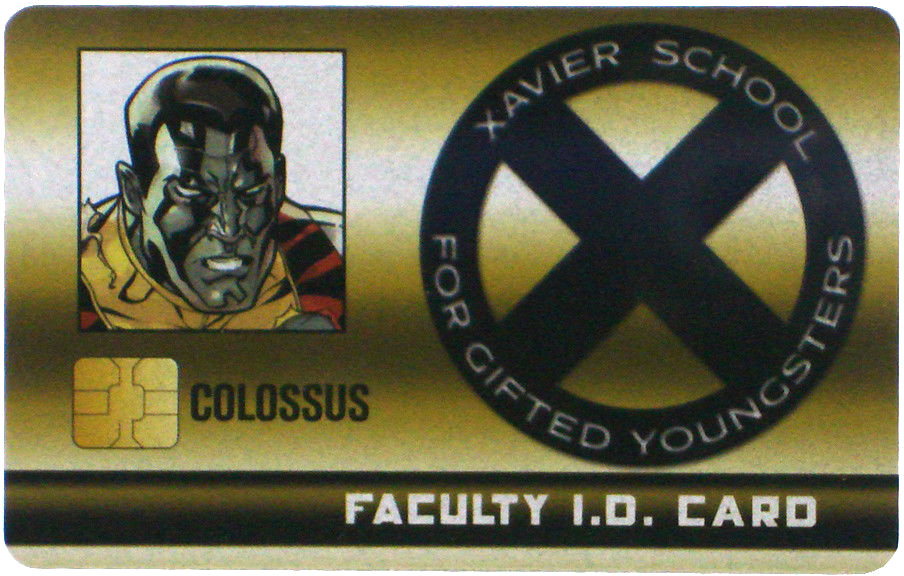 XAVIER SCHOOL
FOR GIFTED YOUNGSTERS
COLOSSUS
FACULTY I.D. CARD